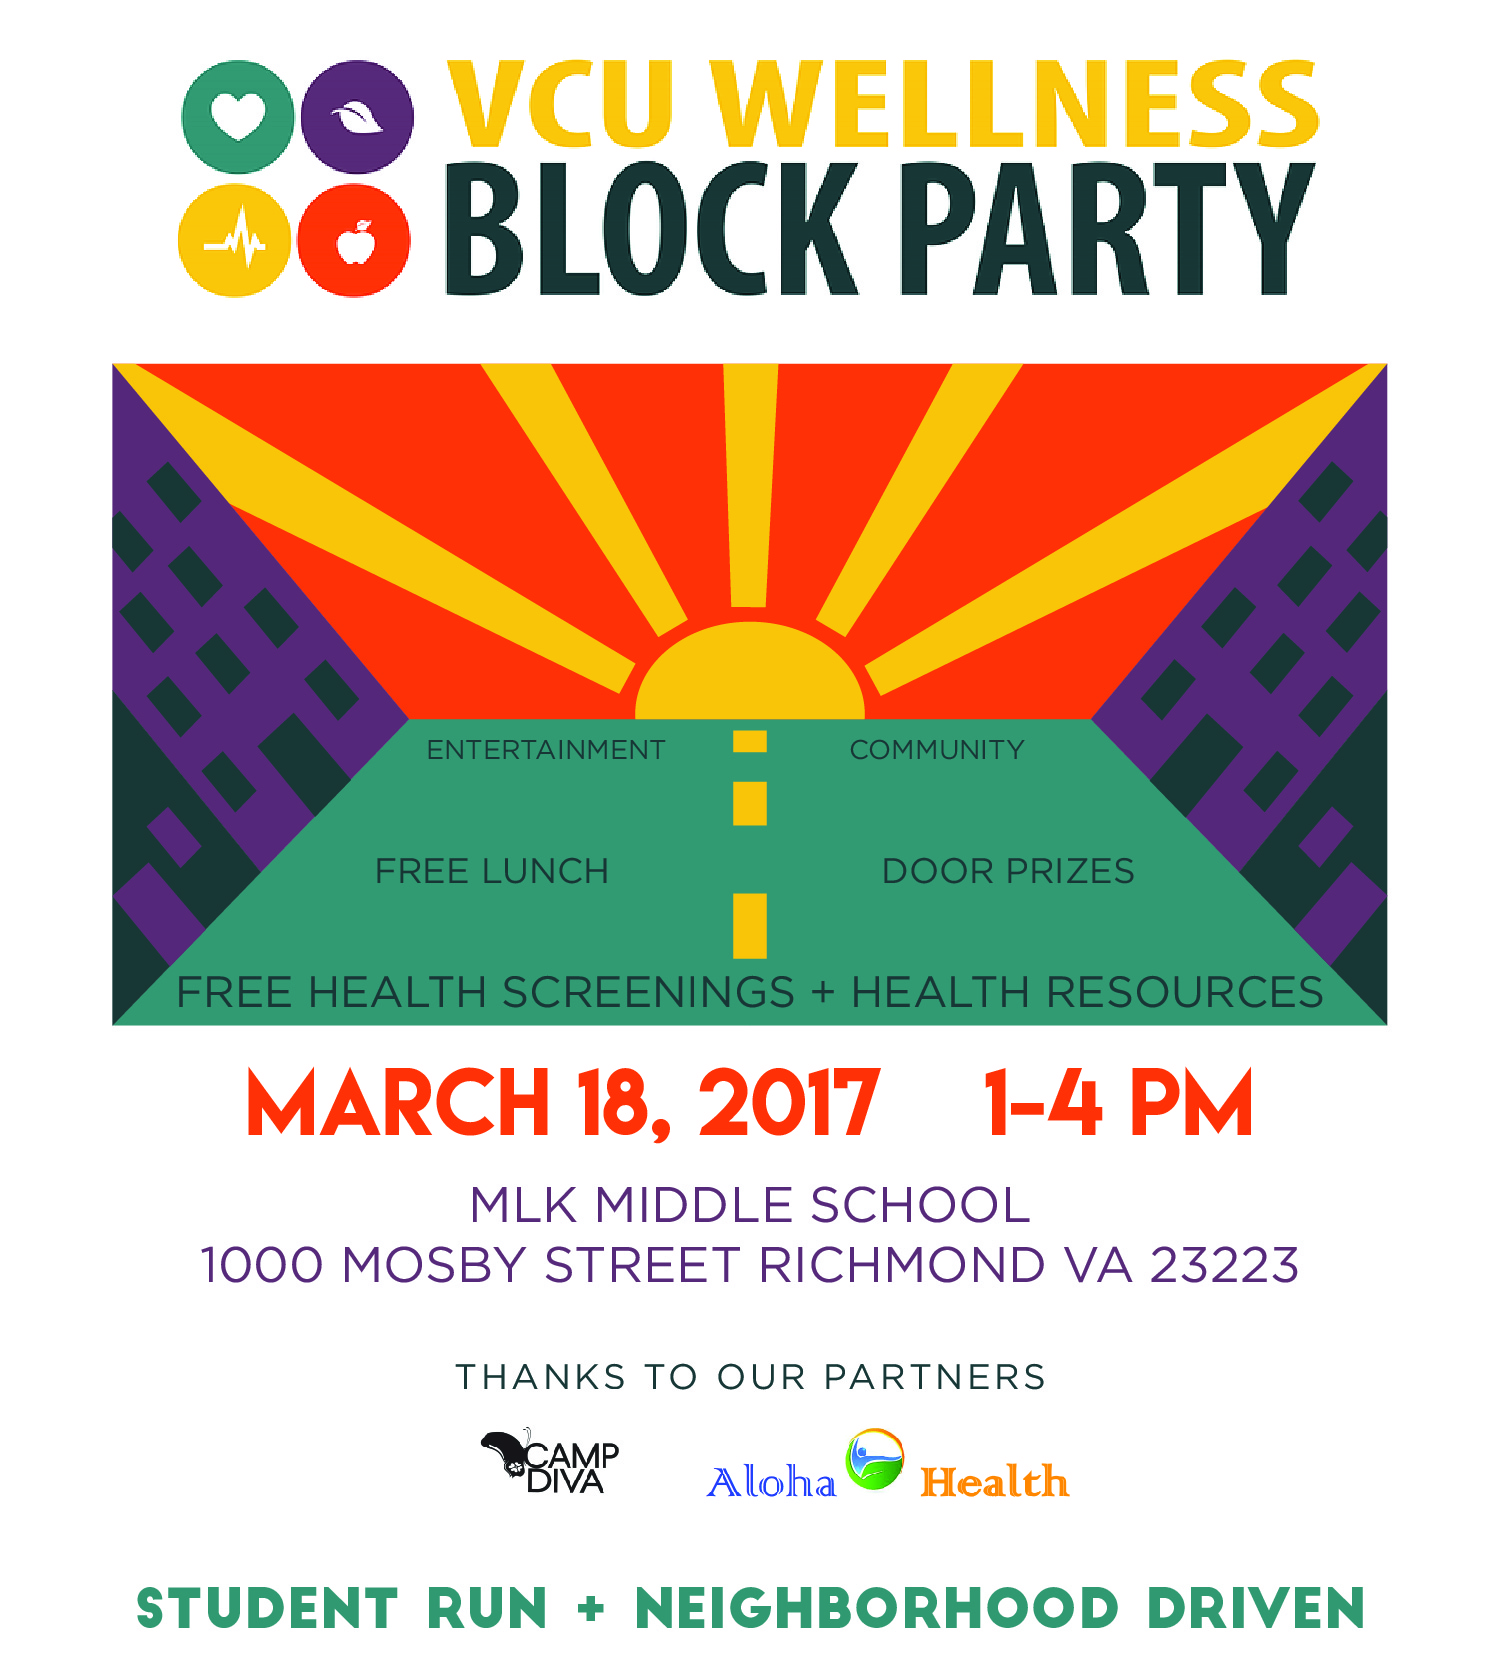 VCU WELLNESS
BLOCK PARTY
ENTERTAINMENT COMMUNITY
FREE LUNCH DOOR PRIZES
FREE HEALTH SCREENINGS + HEALTH RESOURCES
MARCH 18, 2017 1-4 PM
MLK MIDDLE SCHOOL
1000 MOSBY STREET RICHMOND VA 23223
THANKS TO OUR PARTNERS
CAMP
DIVA
Aloha Health
STUDENT RUN + NEIGHBORHOOD DRIVEN